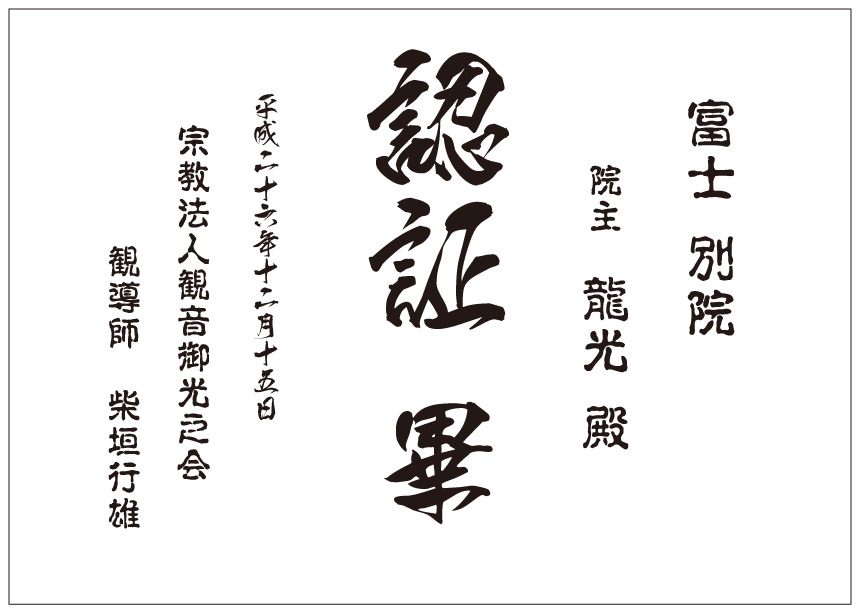 富士 別院
院主 龍光 殿
認証 畢
平成二十六年十二月十五日
宗教法人観音御光之会
観導師 柴垣行雄